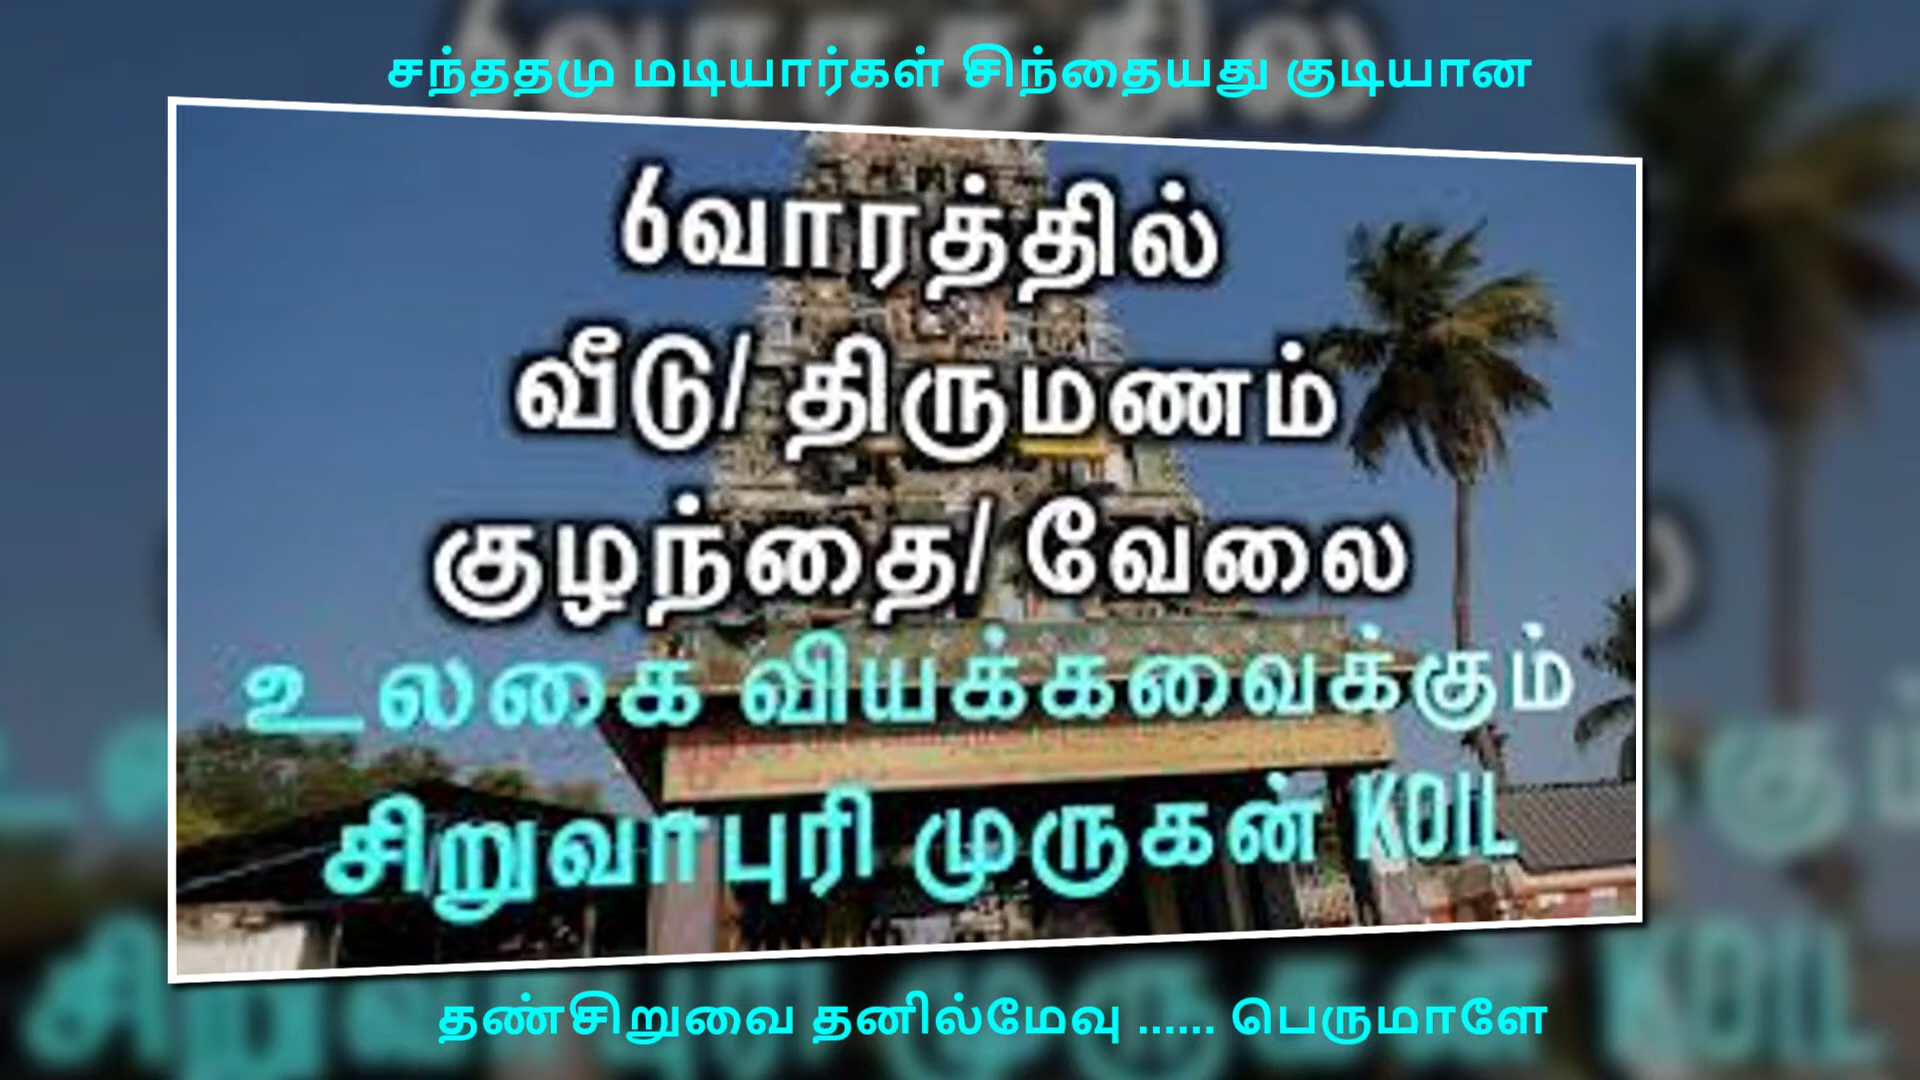 சந்ததமு மடியார்கள் சிந்தையது குடியான
6வாரத்தில்
வீடு/ திருமணம்
குழந்தை/ வேலை
உலகை வியக்கவைக்கும்
சிறுவாபுரி முருகன் KOIL
தண்சிறுவை தனில்மேவு ...... பெருமாளே